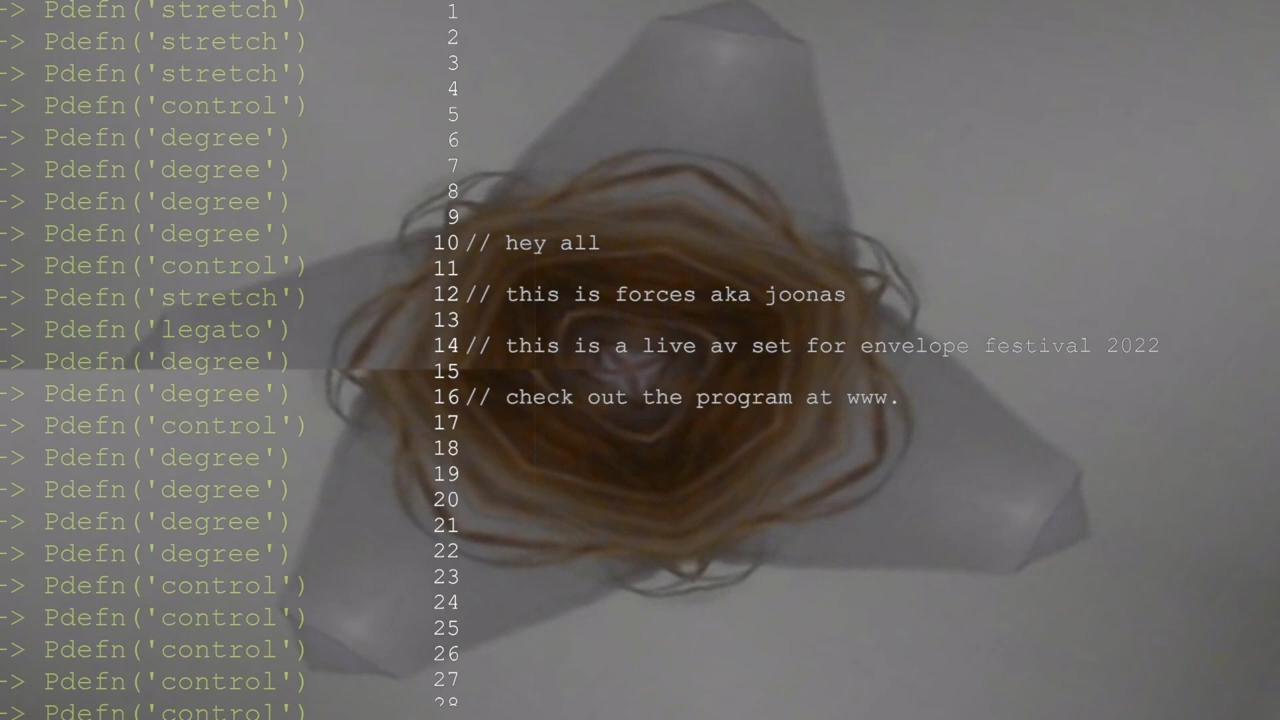 -> Pdefn('stretch')
-> Pdefn('stretch')
-> Pdefn('stretch')
-> Pdefn('control')
-> Pdefn('degree')
-> Pdefn('degree')
-> Pdefn('degree')
-> Pdefn('degree')
-> Pdefn('control')
-> Pdefn('stretch')
-> Pdefn('legato')
-> Pdefn('degree')
-> Pdefn('degree')
-> Pdefn('control')
-> Pdefn('degree')
-> Pdefn('degree')
-> Pdefn('degree')
-> Pdefn('degree')
-> Pdefn('control')
-> Pdefn('control')
-> Pdefn('control')
-> Pdefn('control')
-> Pdefn('control')
1
2
3
4
5
6
7
8
9
10 // hey all
11
12 // this is forces aka joonas
13
14 // this is a live av set for envelope festival 2022
15
16 // check out the program at www.
17
18
19
20
21
22
23
24
25
26
27
28